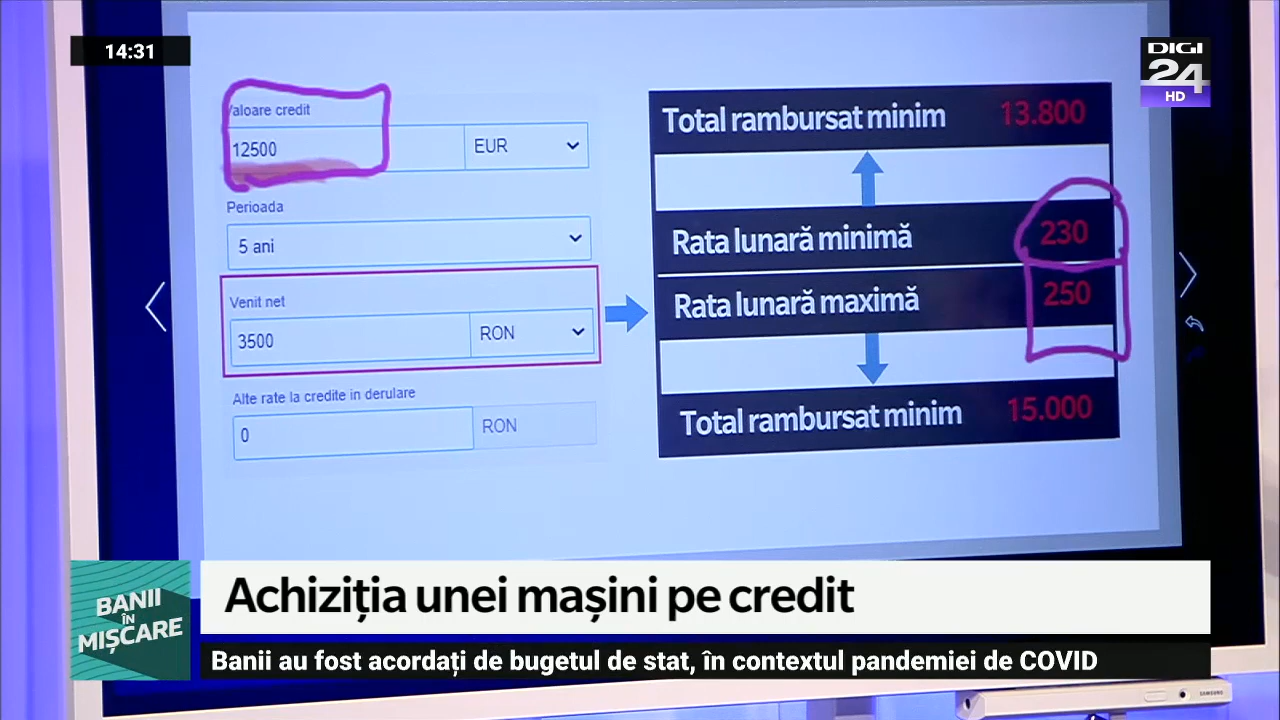 14:31
DIGI
24
HD
Valoare credit
12500
EUR
Perioada
5 ani
Venit net
3500
RON
Alte rate la credite in derulare
0
RON
Total rambursat minim 13.800
Rata lunară minimă 230
Rata lunară maximă 250
Total rambursat minim 15.000
BANII
ÎN
MIȘCARE
Achiziția unei mașini pe credit
Banii au fost acordați de bugetul de stat, în contextul pandemiei de COVID
SAMSUNG